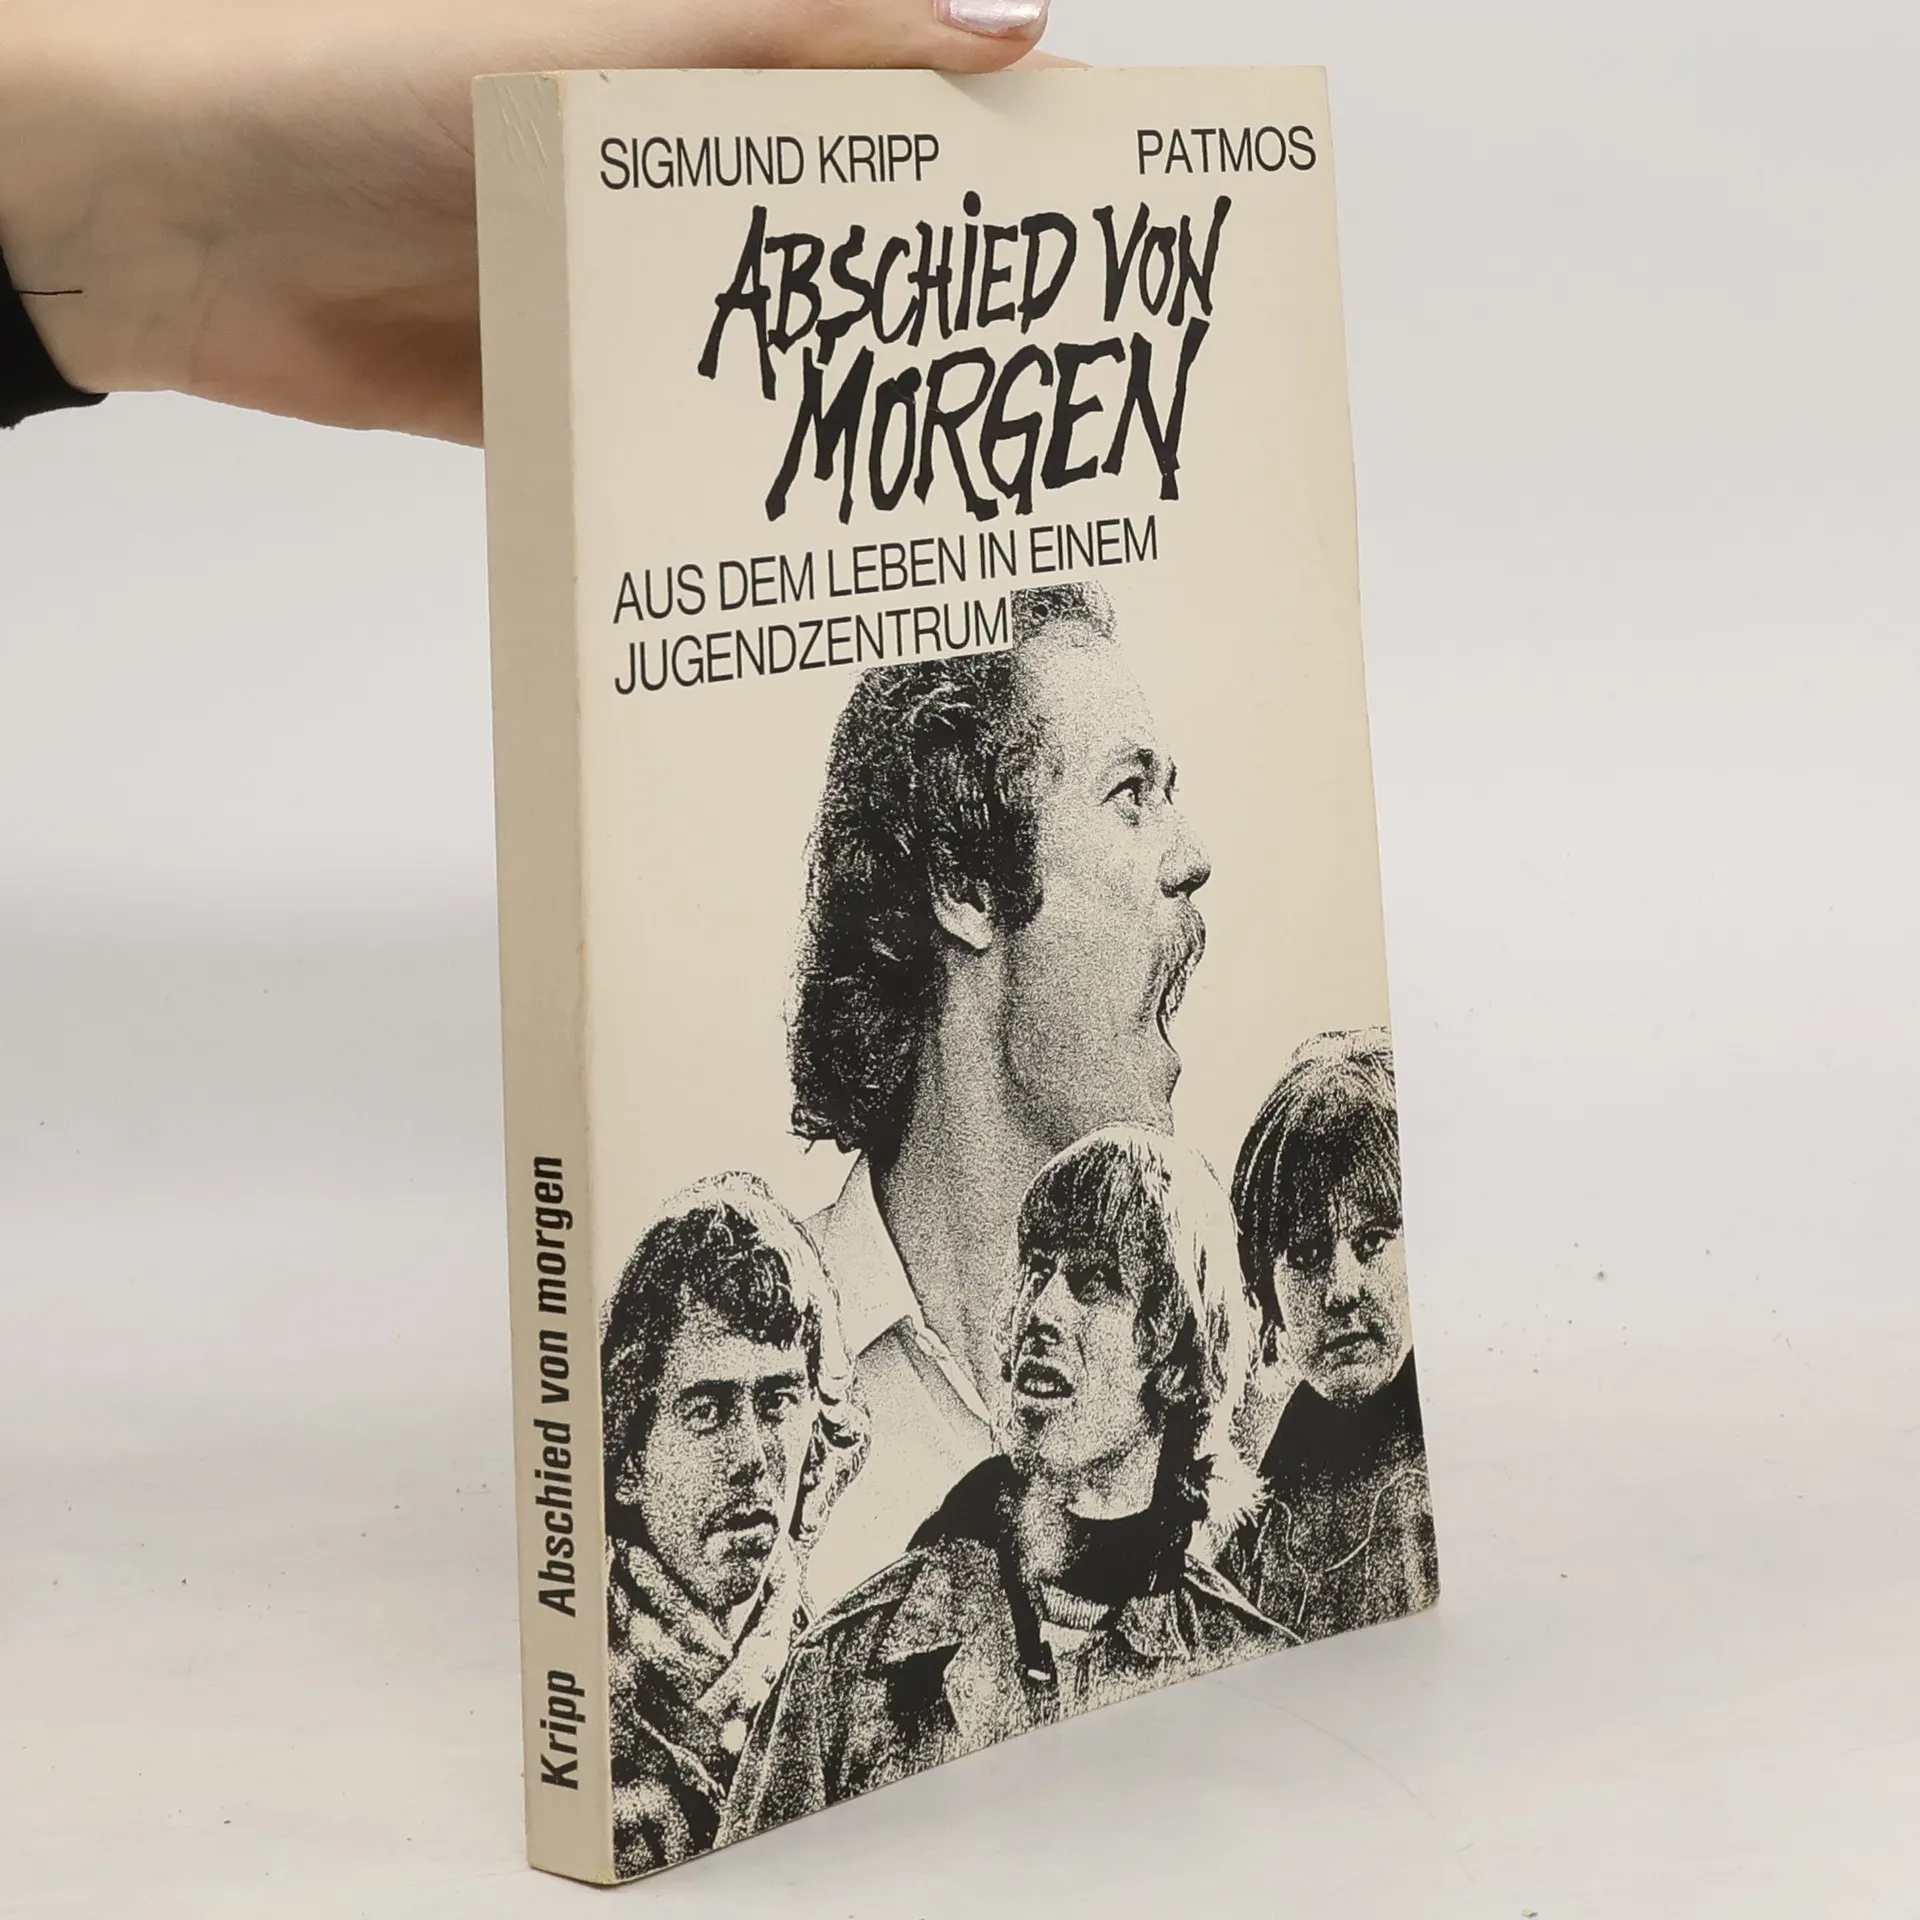 SIGMUND KRIPP
PATMOS
ABSCHIED VON
MORGEN
AUS DEM LEBEN IN EINEM
JUGENDZENTRUM
Kripp Abschied von morgen